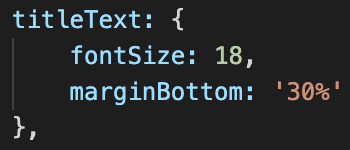 titleText: {
    fontSize: 18,
    marginBottom: '30%'
},